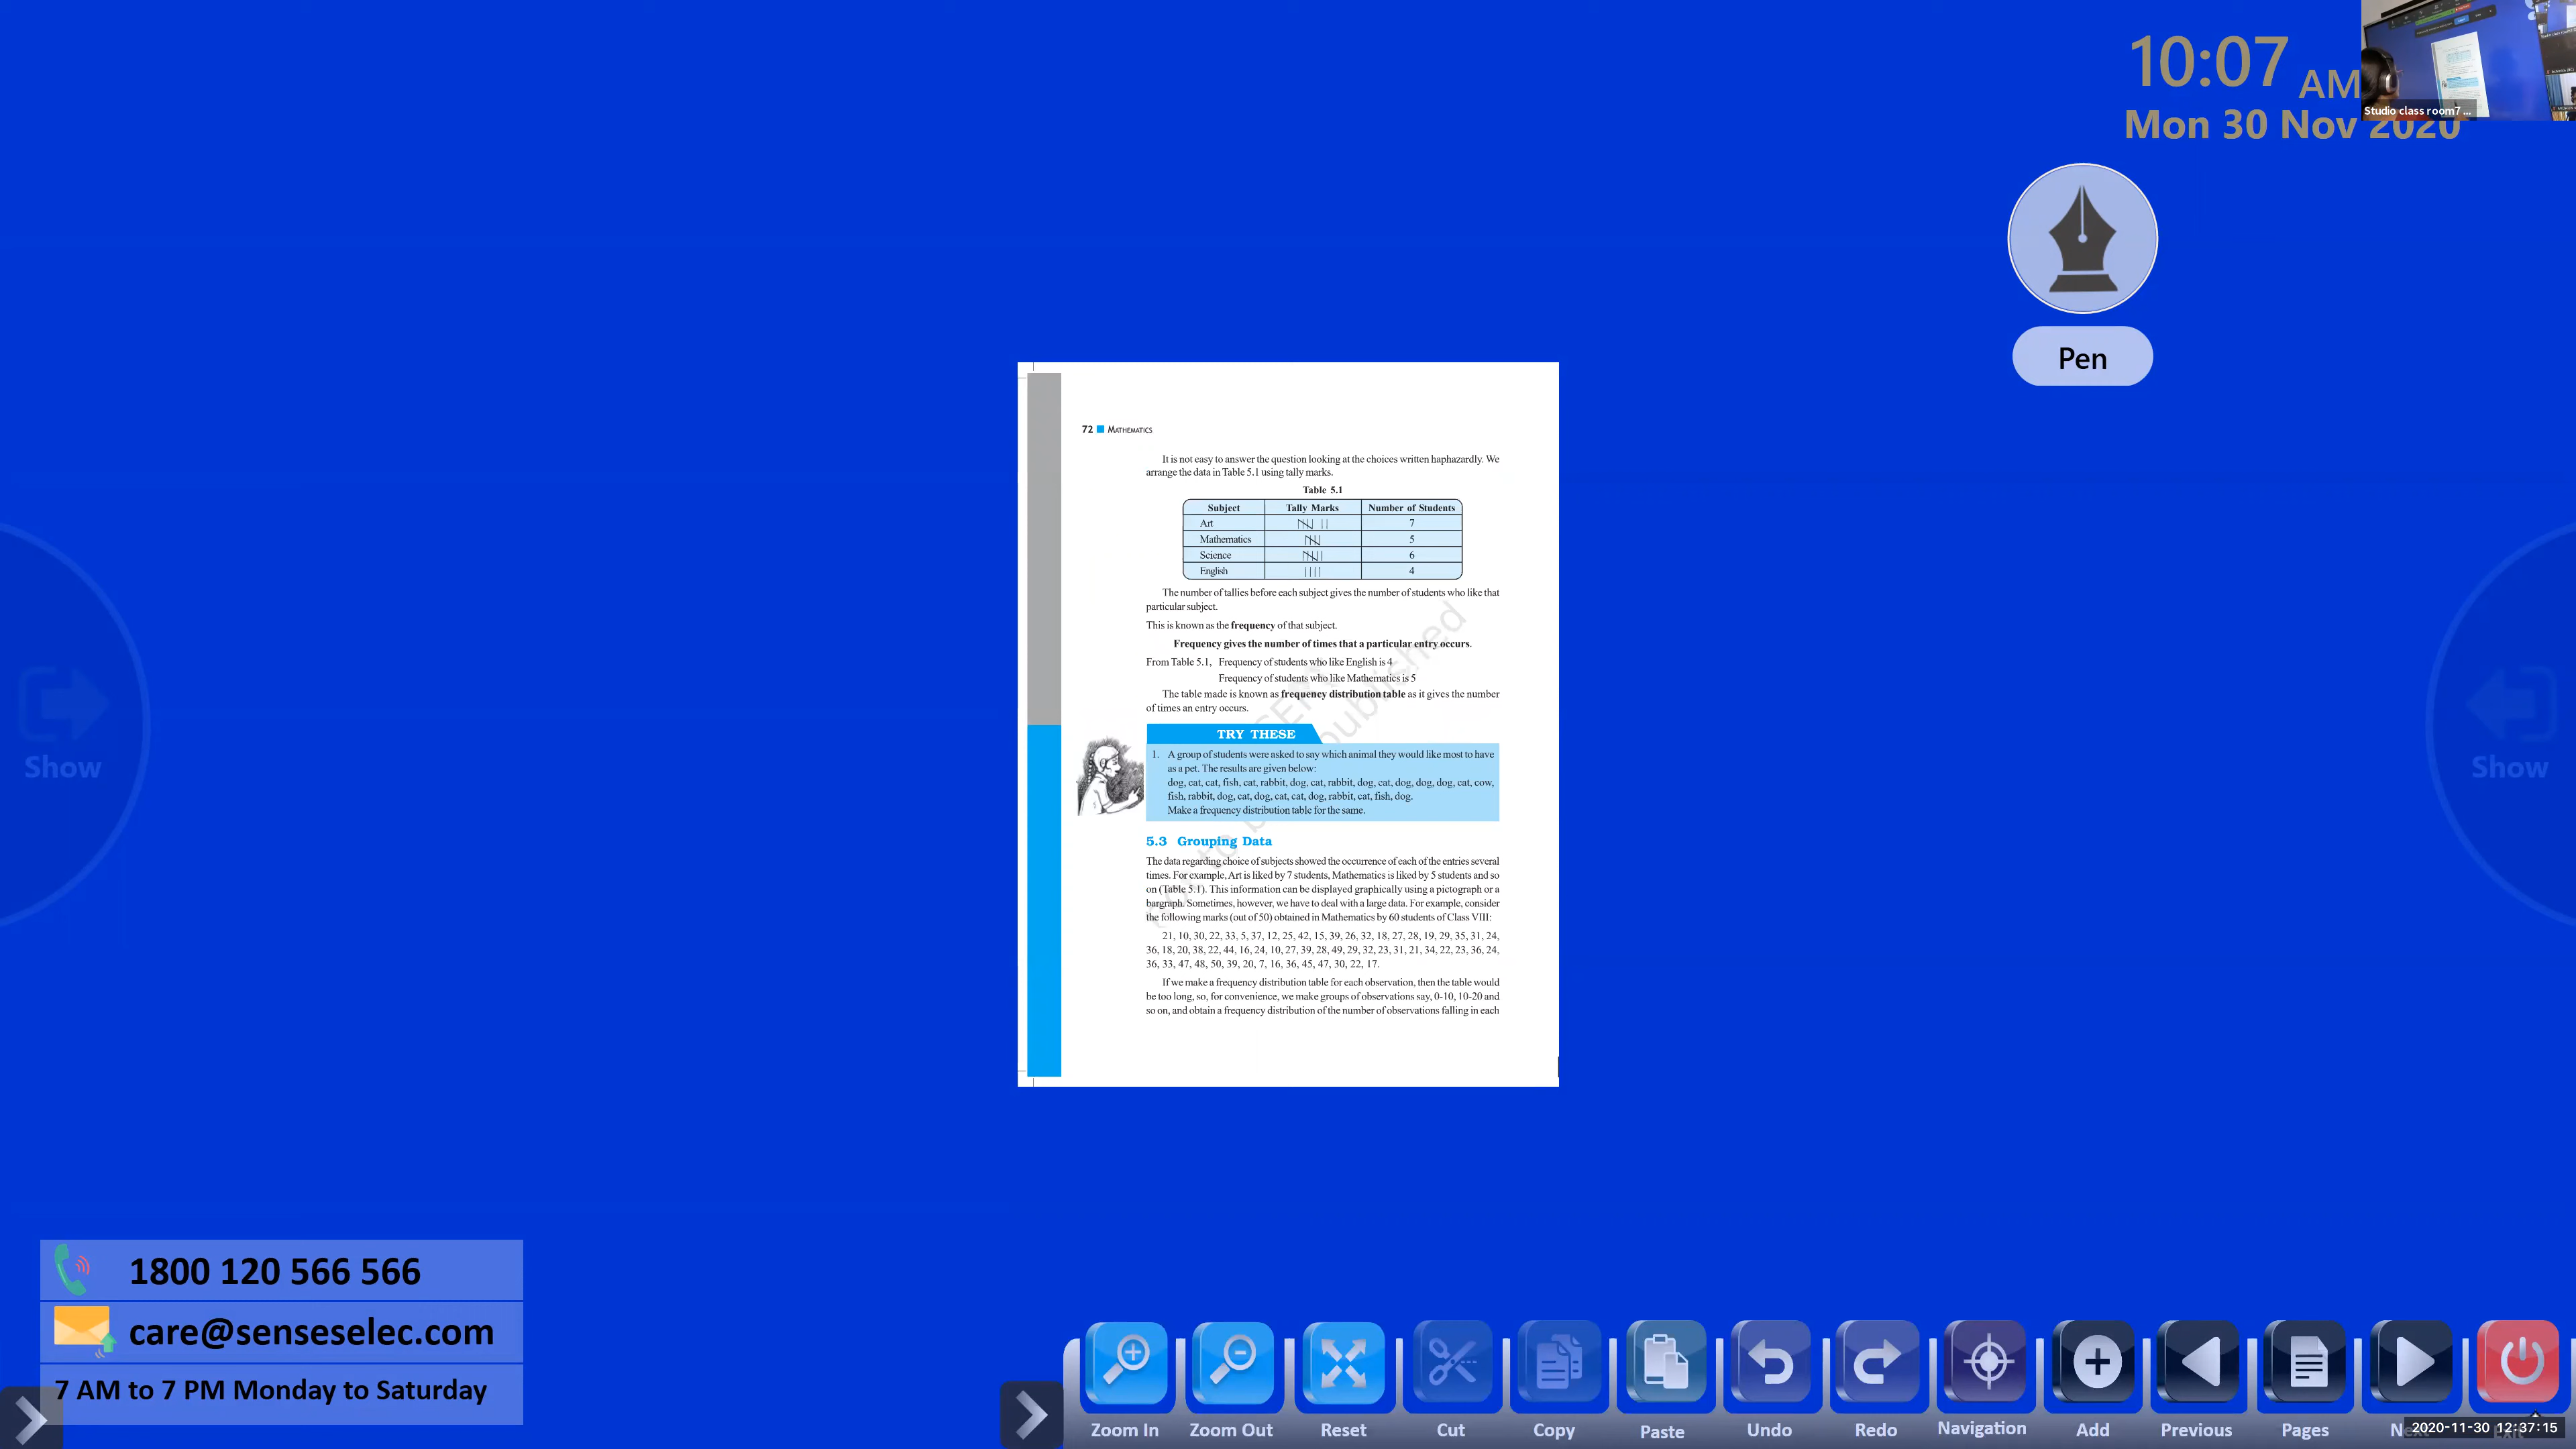 10:07 AM
Mon 30 Nov 2020
Studio class room7 ...
Pen
72 MATHEMATICS
It is not easy to answer the question looking at the choices written haphazardly. We
arrange the data in Table 5.1 using tally marks.
Table 5.1
Subject Tally Marks Number of Students
Art 7
Mathematics 5
Science 6
English 4
The number of tallies before each subject gives the number of students who like that
particular subject.
This is known as the frequency of that subject.
Frequency gives the number of times that a particular entry occurs.
From Table 5.1, Frequency of students who like English is 4
Frequency of students who like Mathematics is 5
The table made is known as frequency distribution table as it gives the number
of times an entry occurs.
TRY THESE
1. A group of students were asked to say which animal they would like most to have
as a pet. The results are given below:
dog, cat, cat, fish, cat, rabbit, dog, cat, rabbit, dog, cat, dog, dog, dog, cat, cow,
fish, rabbit, dog, cat, dog, cat, cat, dog, rabbit, cat, fish, dog.
Make a frequency distribution table for the same.
5.3 Grouping Data
The data regarding choice of subjects showed the occurrence of each of the entries several
times. For example, Art is liked by 7 students, Mathematics is liked by 5 students and so
on (Table 5.1). This information can be displayed graphically using a pictograph or a
bargraph. Sometimes, however, we have to deal with a large data. For example, consider
the following marks (out of 50) obtained in Mathematics by 60 students of Class VIII:
21, 10, 30, 22, 33, 5, 37, 12, 25, 42, 15, 39, 26, 32, 18, 27, 28, 19, 29, 35, 31, 24,
36, 18, 20, 38, 22, 44, 16, 24, 10, 27, 39, 28, 49, 29, 32, 23, 31, 21, 34, 22, 23, 36, 24,
36, 33, 47, 48, 50, 39, 20, 7, 16, 36, 45, 47, 30, 22, 17.
If we make a frequency distribution table for each observation, then the table would
be too long, so, for convenience, we make groups of observations say, 0-10, 10-20 and
so on, and obtain a frequency distribution of the number of observations falling in each
Show
Show
1800 120 566 566
care@senseselec.com
7 AM to 7 PM Monday to Saturday
Zoom In Zoom Out Reset Cut Copy Paste Undo Redo Navigation Add Previous Pages
2020-11-30 12:37:15